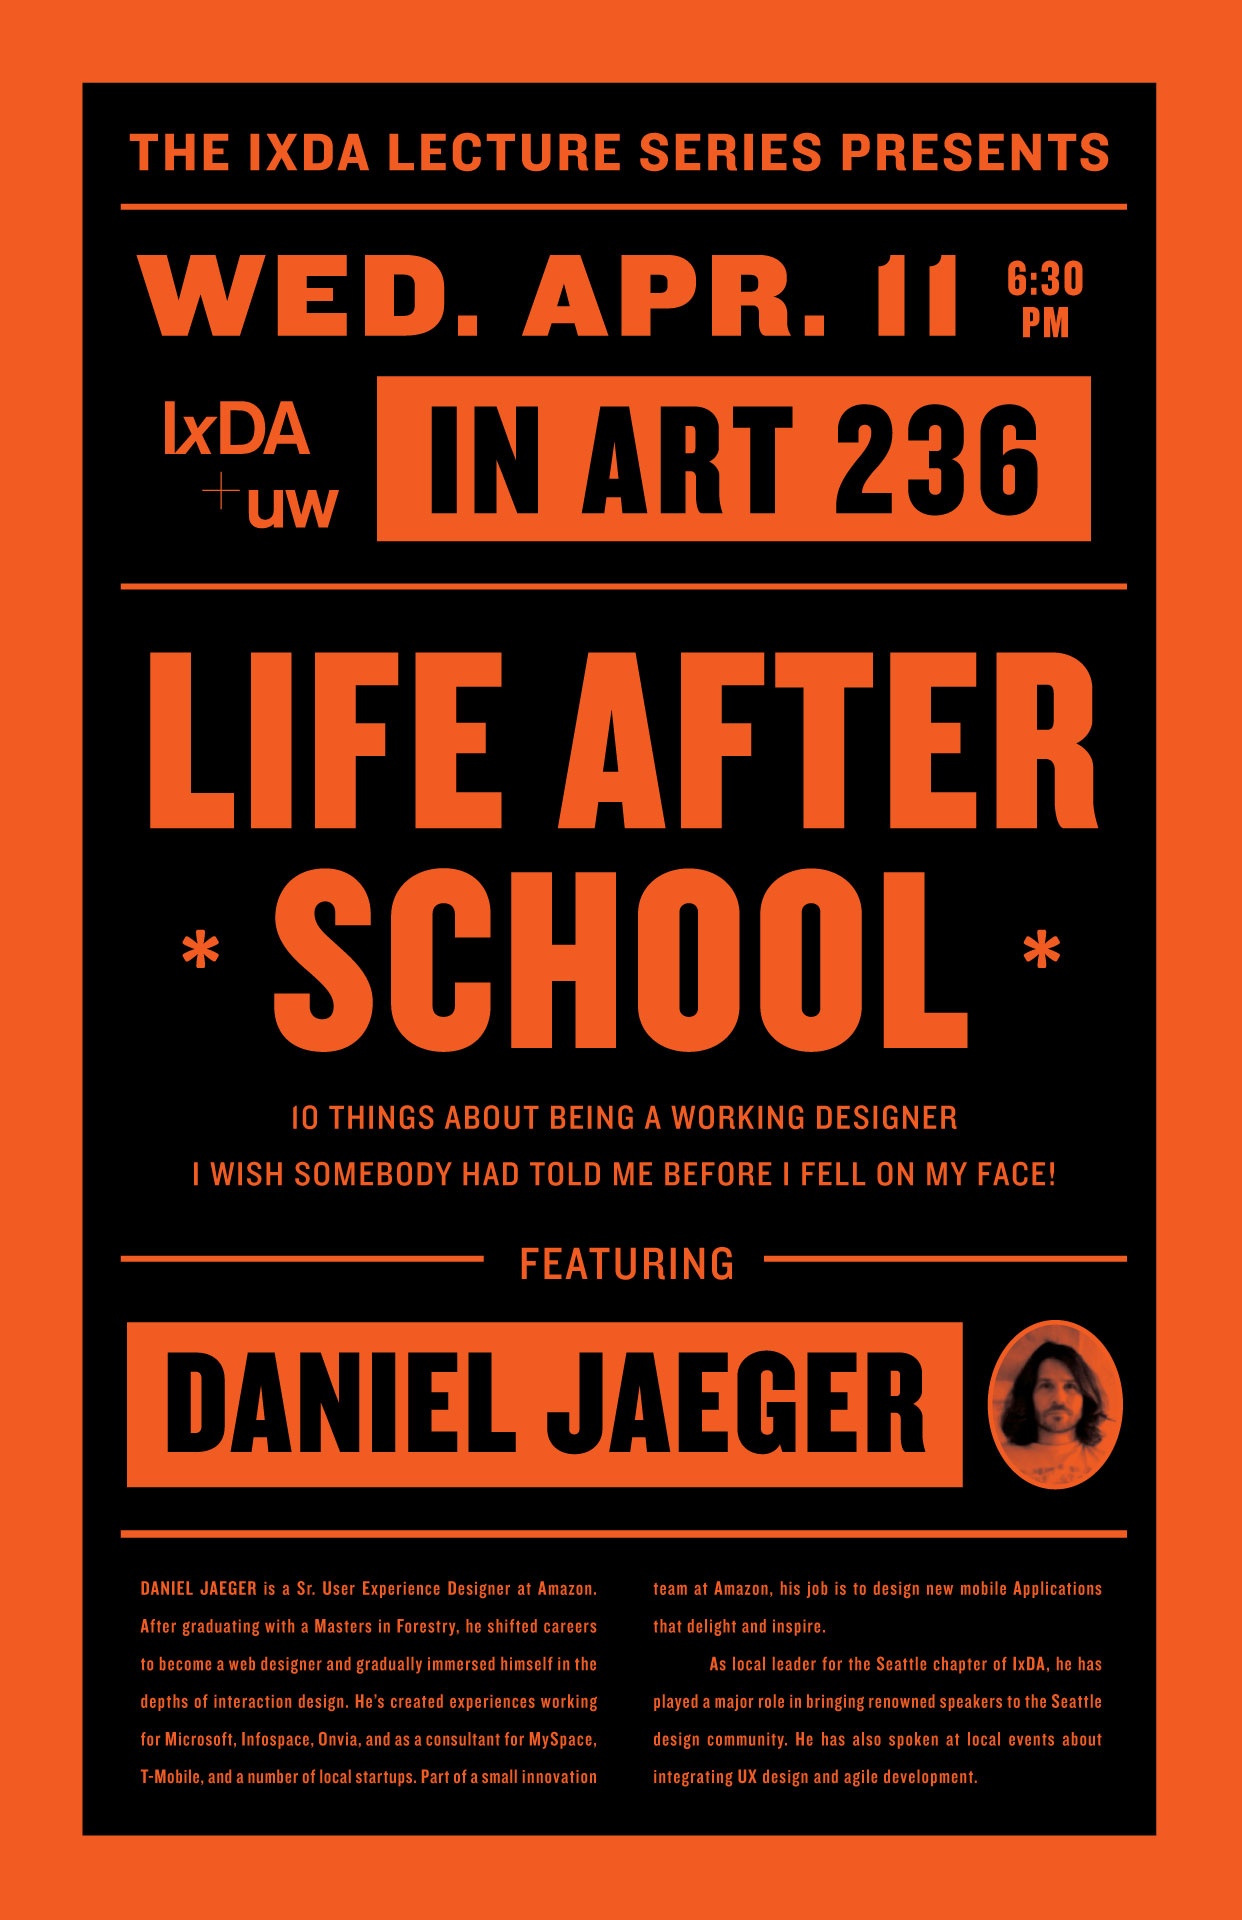 THE IXDA LECTURE SERIES PRESENTS
WED. APR. 11
6:30
PM
IxDA
+uw
IN ART 236
LIFE AFTER
* SCHOOL *
10 THINGS ABOUT BEING A WORKING DESIGNER
I WISH SOMEBODY HAD TOLD ME BEFORE I FELL ON MY FACE!
FEATURING
DANIEL JAEGER
DANIEL JAEGER is a Sr. User Experience Designer at Amazon.
After graduating with a Masters in Forestry, he shifted careers
to become a web designer and gradually immersed himself in the
depths of interaction design. He's created experiences working
for Microsoft, Infospace, Onvia, and as a consultant for MySpace,
T-Mobile, and a number of local startups. Part of a small innovation
team at Amazon, his job is to design new mobile Applications
that delight and inspire.
As local leader for the Seattle chapter of IxDA, he has
played a major role in bringing renowned speakers to the Seattle
design community. He has also spoken at local events about
integrating UX design and agile development.